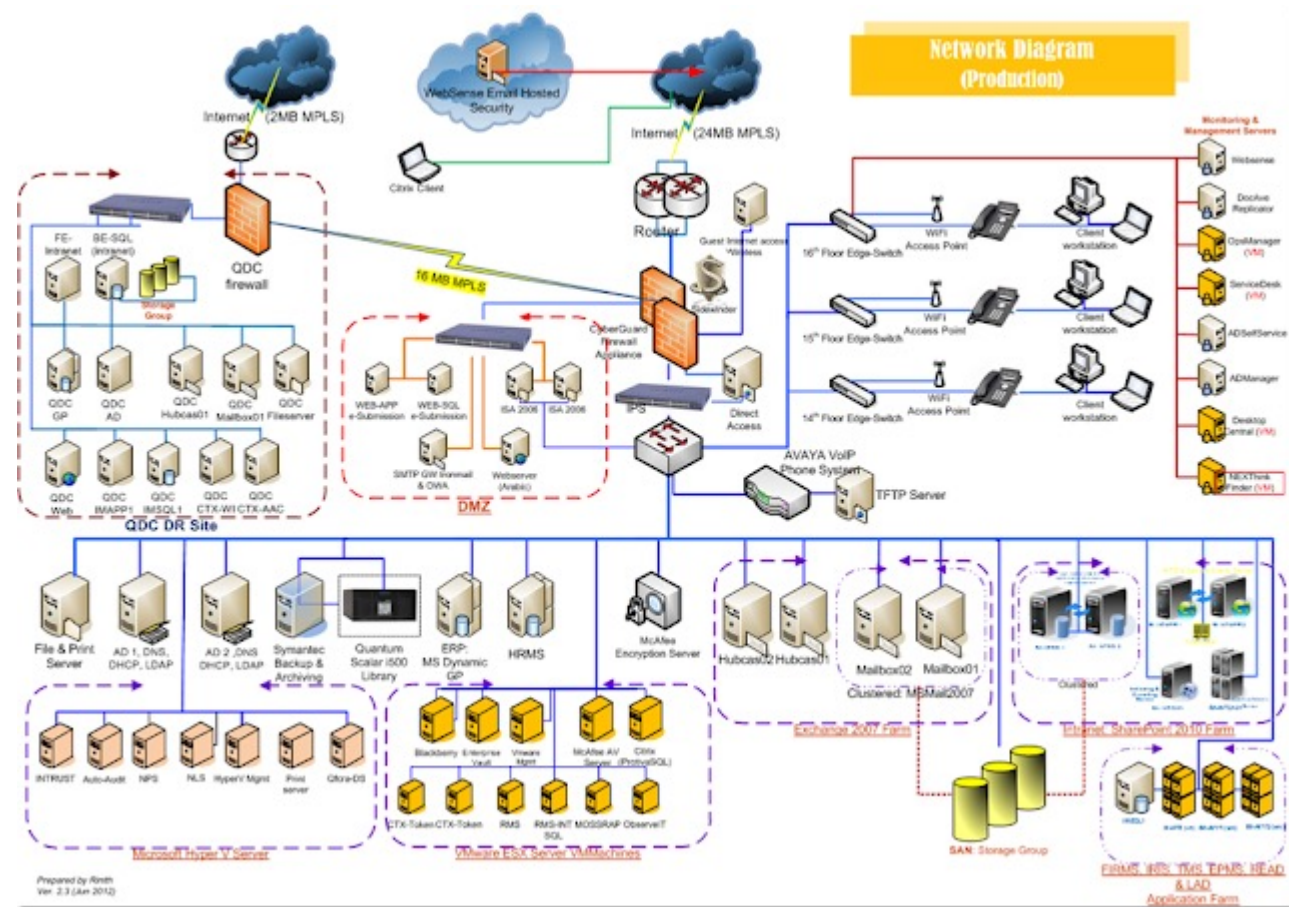 Network Diagram
(Production)
WebSense Email Hosted
Security
Internet (2MB MPLS)
Internet (24MB MPLS)
Citrix Client
Router
Guest Internet access
Wireless
Monitoring &
Management Servers
Websense
DocAve
Replicator
OpsManager
(VM)
ServiceDesk
(VM)
ADSelfService
ADManager
Desktop
Central (VM)
NEXThink
Finder (VM)
WiFi
Access Point
Client
workstation
16th Floor Edge-Switch
WiFi
Access Point
Client
workstation
15th Floor Edge-Switch
WiFi
Access Point
Client
workstation
14th Floor Edge-Switch
FE-
Intranet
BE-SQL
(Intranet)
Storage
Group
QDC
firewall
16 MB MPLS
SideWinder
CyberGuard
Firewall
Appliance
IPS
Direct
Access
QDC
GP
QDC
AD
QDC
Hubcas01
QDC
Mailbox01
QDC
Fileserver
QDC
Web
QDC
IMAPP1
QDC
IMSQL1
QDC
CTX-WI
QDC
CTX-AAC
QDC DR Site
WEB-APP
e-Submission
WEB-SQL
e-Submission
ISA 2006
ISA 2006
SMTP GW Ironmail
& OWA
Webserver
(Arabic)
DMZ
AVAYA VoIP
Phone System
TFTP Server
File & Print
Server
AD 1, DNS,
DHCP, LDAP
AD 2 ,DNS
DHCP, LDAP
Symantec
Backup &
Archiving
Quantum
Scalar i500
Library
ERP:
MS Dynamic
GP
HRMS
McAfee
Encryption Server
Hubcas02
Hubcas01
Mailbox02
Mailbox01
Clustered: MSMail2007
Exchange 2007 Farm
Clustered
Intranet: SharePoint 2010 Farm
INTRUST
Auto-Audit
NPS
NLS
HyperV Mgmt
Print
server
Qfora-DS
Microsoft Hyper V Server
Blackberry
Enterprise
Vault
Vmware
Mgmt
McAfee AV
Server
Citrix
(ProtivaSQL)
CTX-Token
CTX-Token
RMS
RMS-INT
SQL
MOSSRAP
ObserveIT
VMware ESX Server VMMachines
SAN: Storage Group
FIRMS, IRIS, TMS, EPMS, READ
& LAD
Application Farm
Prepared by Rinith
Ver. 2.3 (Jun 2012)